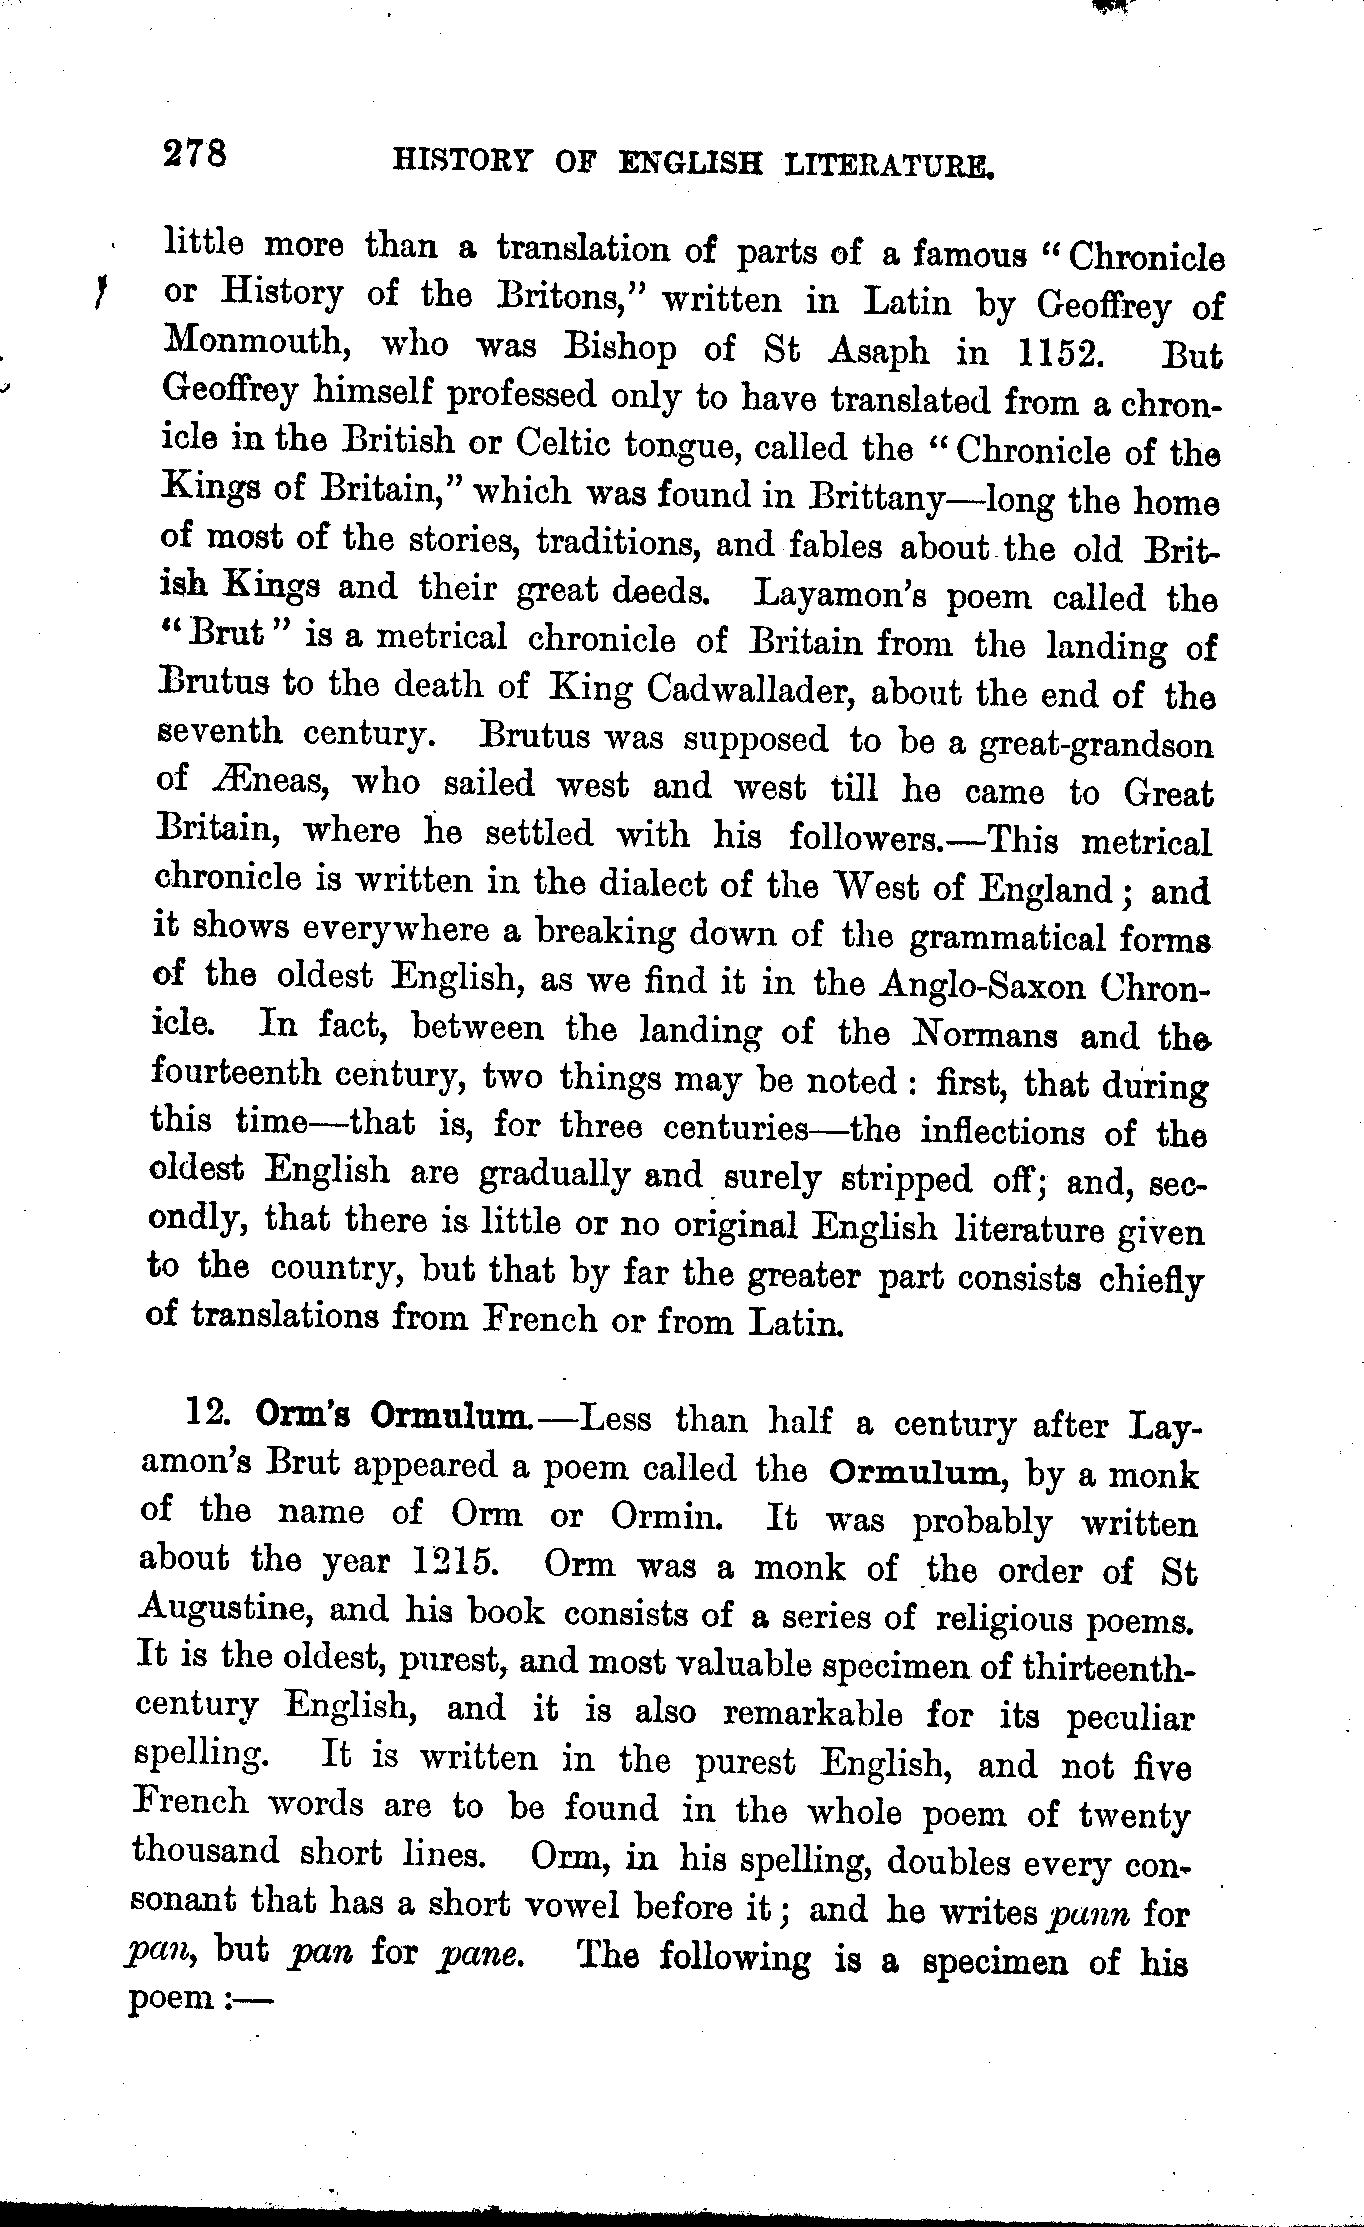 278 HISTORY OF ENGLISH LITERATURE.
little more than a translation of parts of a famous “Chronicle
or History of the Britons,” written in Latin by Geoffrey of
Monmouth, who was Bishop of St Asaph in 1152. But
Geoffrey himself professed only to have translated from a chron-
icle in the British or Celtic tongue, called the “Chronicle of the
Kings of Britain,” which was found in Brittany—long the home
of most of the stories, traditions, and fables about the old Brit-
ish Kings and their great deeds. Layamon's poem called the
“Brut” is a metrical chronicle of Britain from the landing of
Brutus to the death of King Cadwallader, about the end of the
seventh century. Brutus was supposed to be a great-grandson
of Æneas, who sailed west and west till he came to Great
Britain, where he settled with his followers.—This metrical
chronicle is written in the dialect of the West of England; and
it shows everywhere a breaking down of the grammatical forms
of the oldest English, as we find it in the Anglo-Saxon Chron-
icle. In fact, between the landing of the Normans and the
fourteenth century, two things may be noted: first, that during
this time—that is, for three centuries—the inflections of the
oldest English are gradually and surely stripped off; and, sec-
ondly, that there is little or no original English literature given
to the country, but that by far the greater part consists chiefly
of translations from French or from Latin.
12. Orm's Ormulum.—Less than half a century after Lay-
amon's Brut appeared a poem called the Ormulum, by a monk
of the name of Orm or Ormin. It was probably written
about the year 1215. Orm was a monk of the order of St
Augustine, and his book consists of a series of religious poems.
It is the oldest, purest, and most valuable specimen of thirteenth-
century English, and it is also remarkable for its peculiar
spelling. It is written in the purest English, and not five
French words are to be found in the whole poem of twenty
thousand short lines. Orm, in his spelling, doubles every con-
sonant that has a short vowel before it; and he writes pann for
pan, but pan for pane. The following is a specimen of his
poem:—